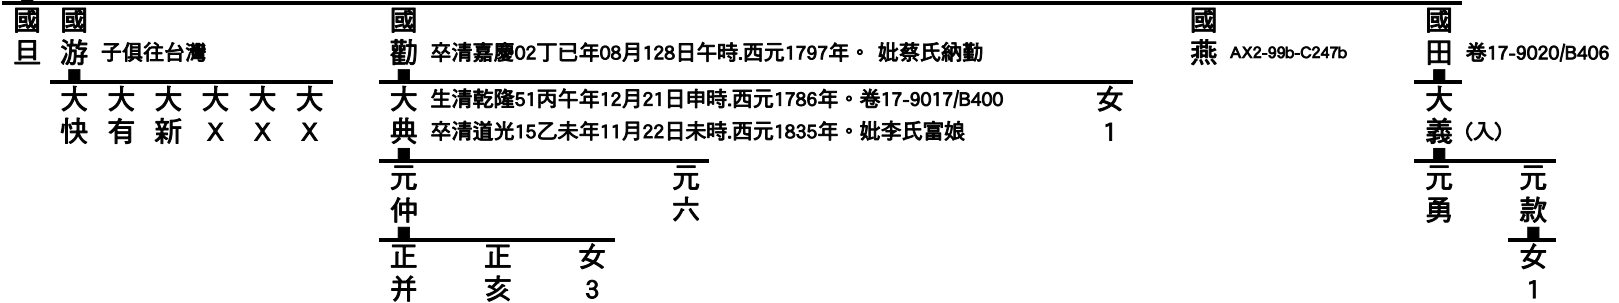 國旦
國游 子俱往台灣
國勸 卒清嘉慶02丁巳年08月128日午時.西元1797年。 妣蔡氏納勤
國燕 AX2-99b-C247b
國田 卷17-9020/B406
大快
大有
大新
大X
大X
大X
大典 生清乾隆51丙午年12月21日申時.西元1786年。卷17-9017/B400
卒清道光15乙未年11月22日未時.西元1835年。妣李氏富娘
女1
大義 (入)
元仲
元六
元勇
元款
正并
正亥
女3
女1